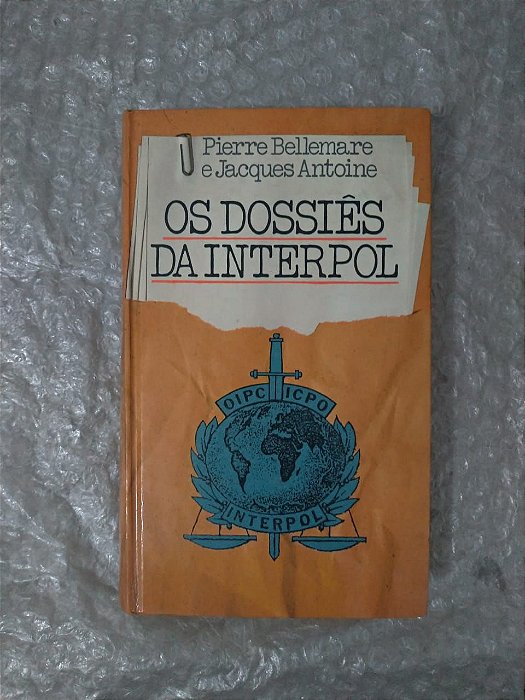 Pierre Bellemare
e Jacques Antoine
OS DOSSIÊS
DA INTERPOL
OIPC ICPO
INTERPOL